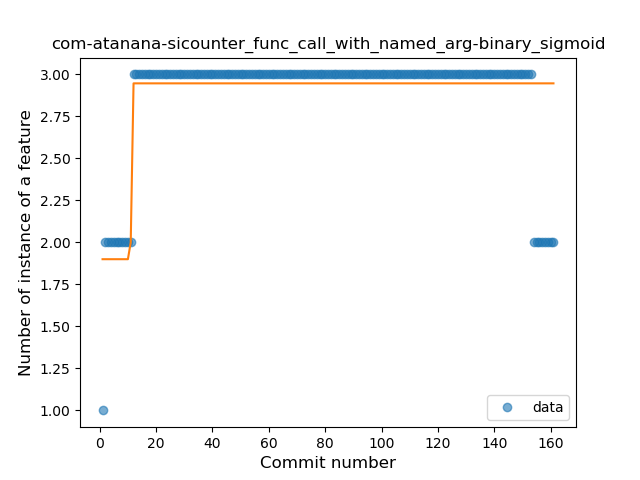 com-atanana-sicounter_func_call_with_named_arg-binary_sigmoid
3.00
2.75
2.50
2.25
2.00
1.75
1.50
1.25
1.00
Number of instance of a feature
data
0 20 40 60 80 100 120 140 160
Commit number